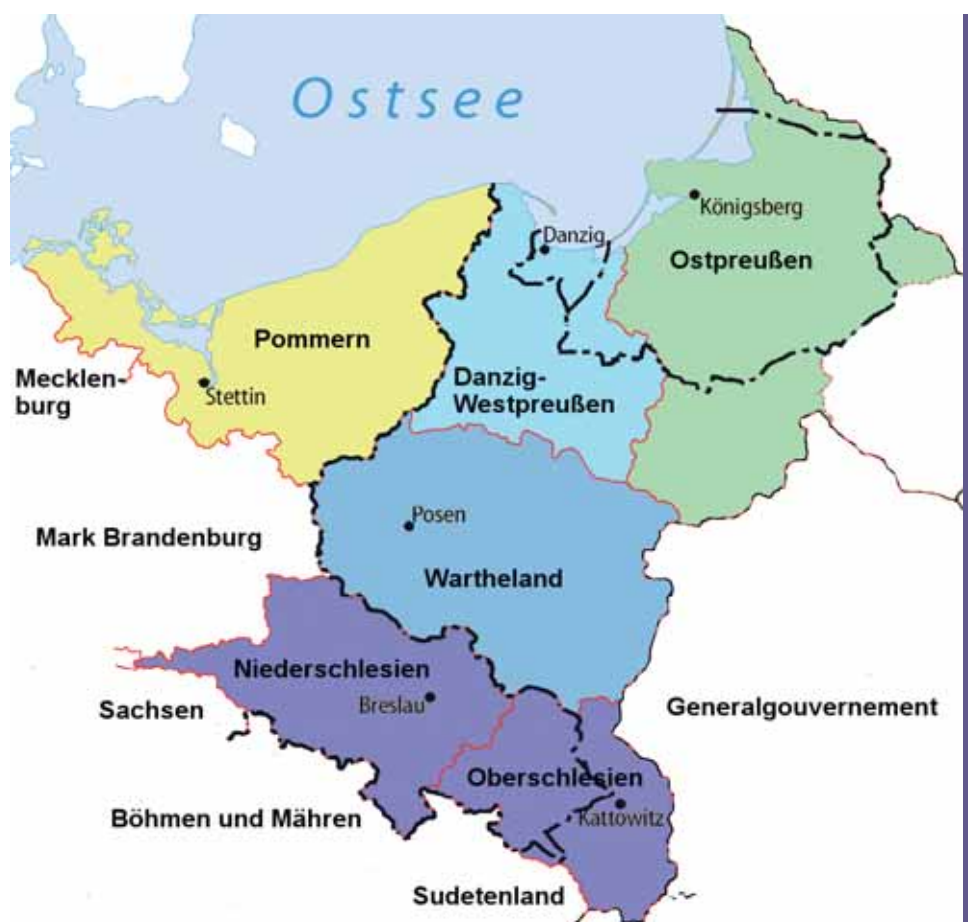 Ostsee
Königsberg
Danzig
Ostpreußen
Pommern
Mecklen-
burg
Stettin
Danzig-
Westpreußen
Posen
Mark Brandenburg
Wartheland
Niederschlesien
Breslau
Sachsen
Generalgouvernement
Oberschlesien
Kattowitz
Böhmen und Mähren
Sudetenland